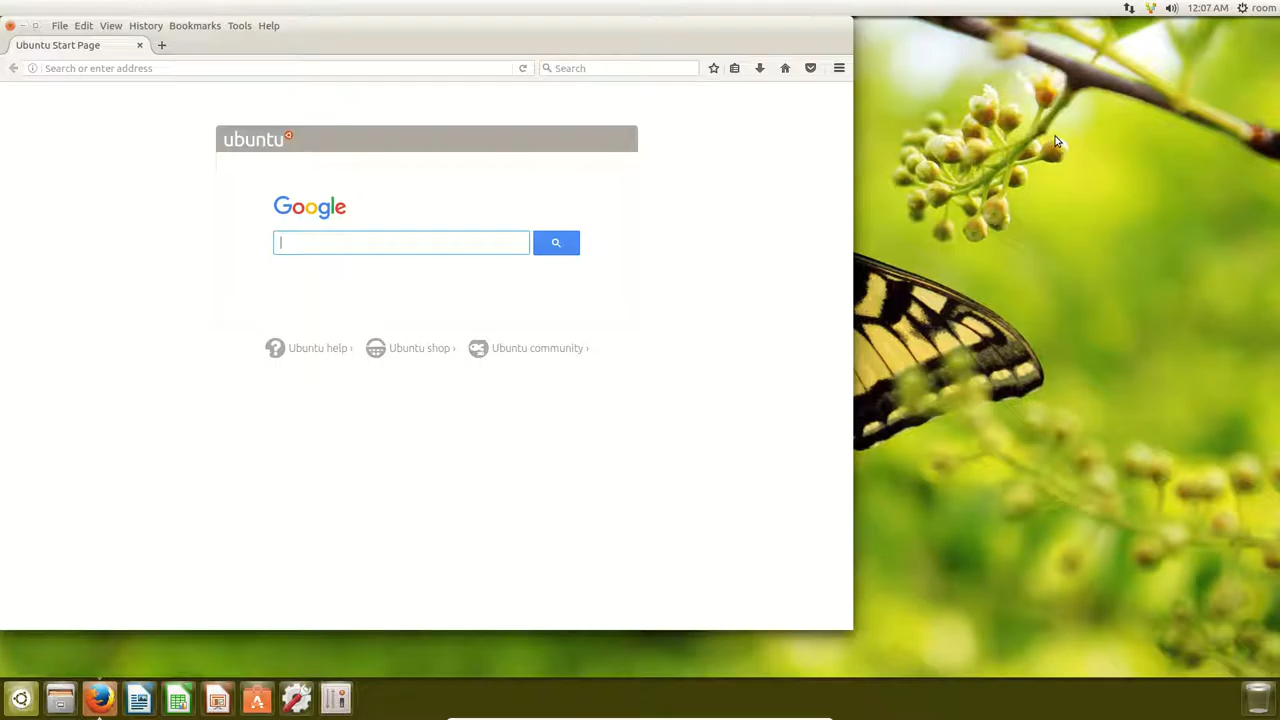 12:07 AM room
File Edit View History Bookmarks Tools Help
Ubuntu Start Page
Search or enter address Search
ubuntu
Google
Ubuntu help › Ubuntu shop › Ubuntu community ›